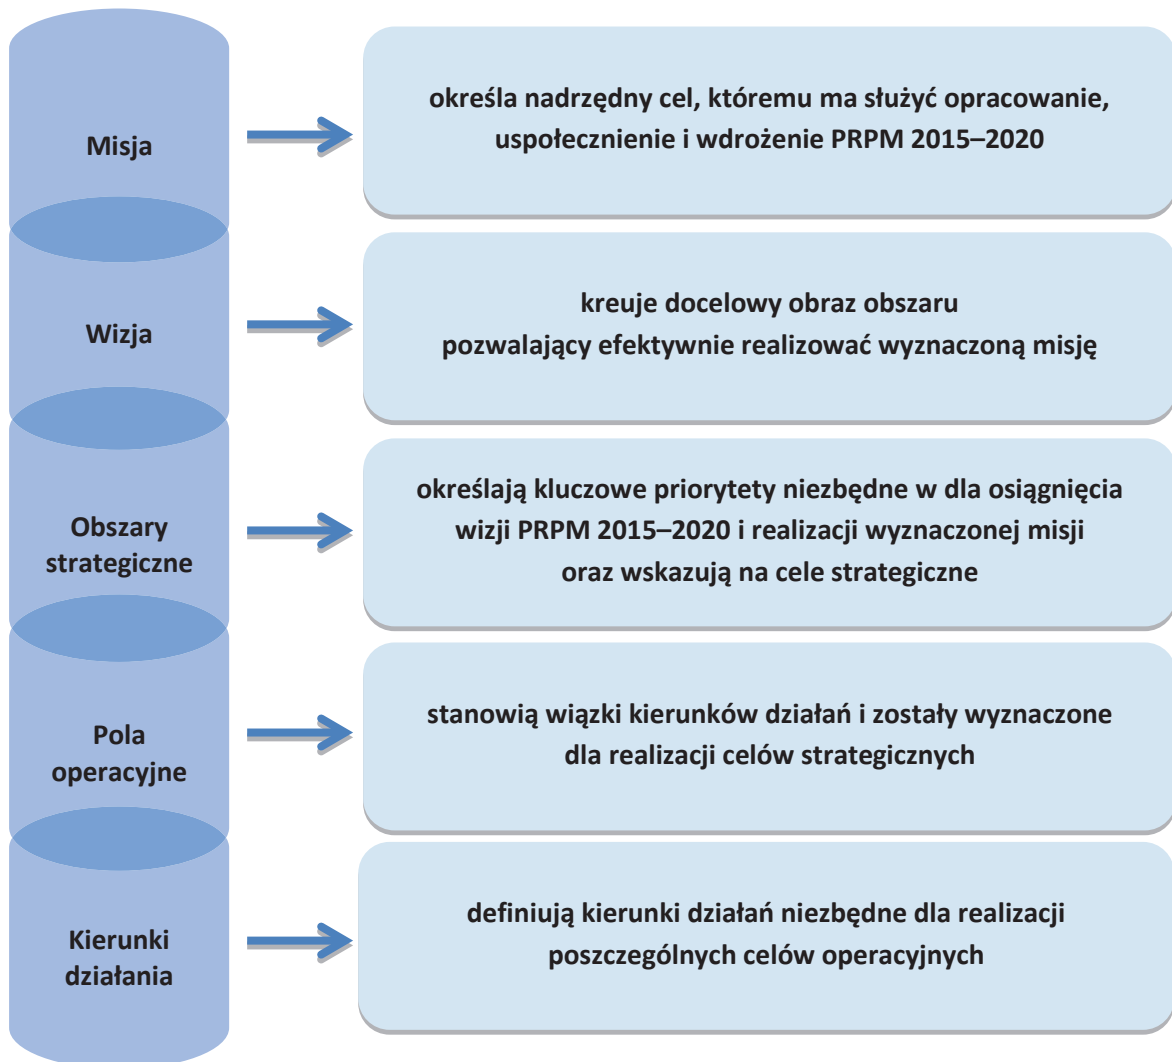 Misja
określa nadrzędny cel, któremu ma służyć opracowanie,
uspołecznienie i wdrożenie PRPM 2015–2020
Wizja
kreuje docelowy obraz obszaru
pozwalający efektywnie realizować wyznaczoną misję
Obszary
strategiczne
określają kluczowe priorytety niezbędne w dla osiągnięcia
wizji PRPM 2015–2020 i realizacji wyznaczonej misji
oraz wskazują na cele strategiczne
Pola
operacyjne
stanowią wiązki kierunków działań i zostały wyznaczone
dla realizacji celów strategicznych
Kierunki
działania
definiują kierunki działań niezbędne dla realizacji
poszczególnych celów operacyjnych